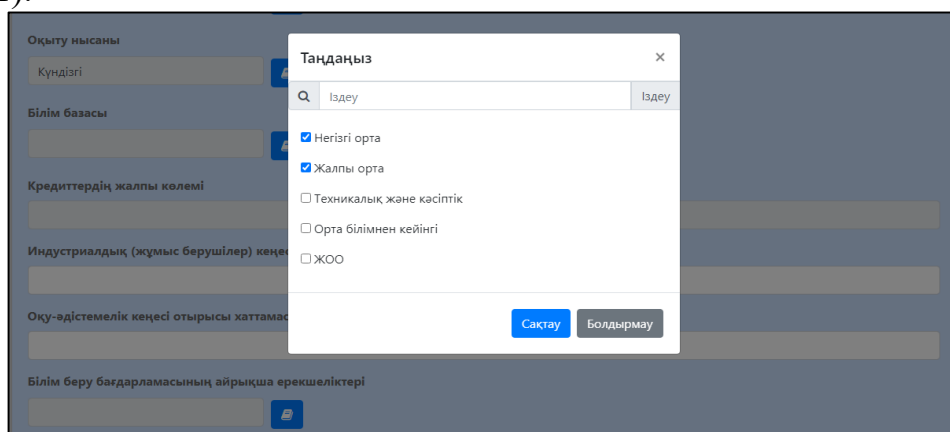 Оқыту нысаны
Күндізгі
Білім базасы
Кредиттердің жалпы көлемі
Индустриалдық (жұмыс берушілер) кеңес
Оқу-әдістемелік кеңесі отырысы хаттамас
Білім беру бағдарламасының айрықша ерекшеліктері
Таңдаңыз ×
Іздеу Іздеу
Негізгі орта
Жалпы орта
Техникалық және кәсіптік
Орта білімнен кейінгі
ЖОО
Сақтау Болдырмау